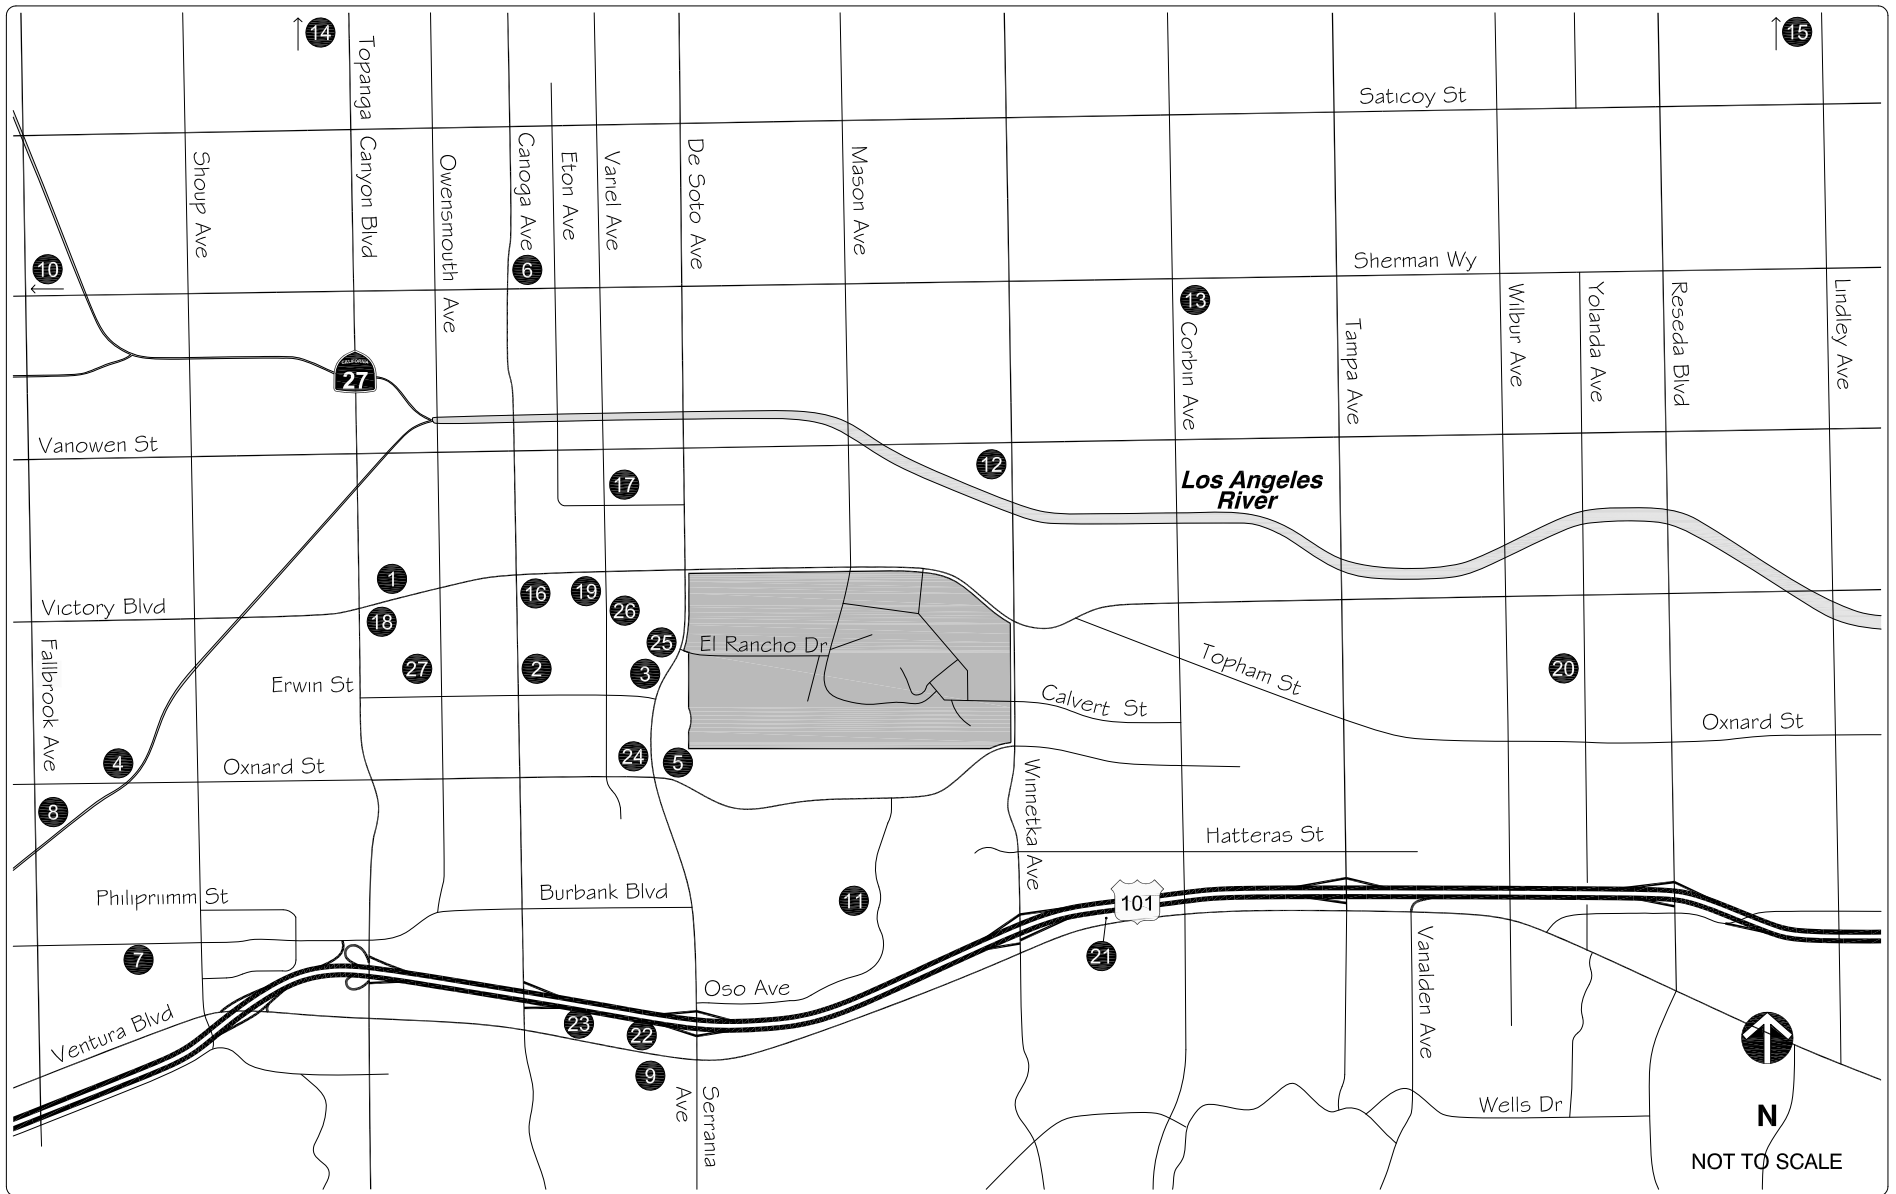 14
15
Topanga Canyon Blvd
Saticoy St
Shoup Ave
Owensmouth Ave
Canoga Ave
Eton Ave
Variel Ave
De Soto Ave
Mason Ave
10
6
Sherman Wy
13
Corbin Ave
Tampa Ave
Wilbur Ave
Yolanda Ave
Reseda Blvd
Lindley Ave
CALIFORNIA
27
Vanowen St
12
17
Los Angeles
River
1
16
19
26
Victory Blvd
18
25
El Rancho Dr
27
2
3
20
Topham St
Fallbrook Ave
Erwin St
Calvert St
Oxnard St
4
Oxnard St
24
5
8
Winnetka Ave
Hatteras St
Philiprimm St
Burbank Blvd
11
101
7
21
Vanalden Ave
Oso Ave
Ventura Blvd
23
22
9
Serrania
Ave
Wells Dr
N
NOT TO SCALE